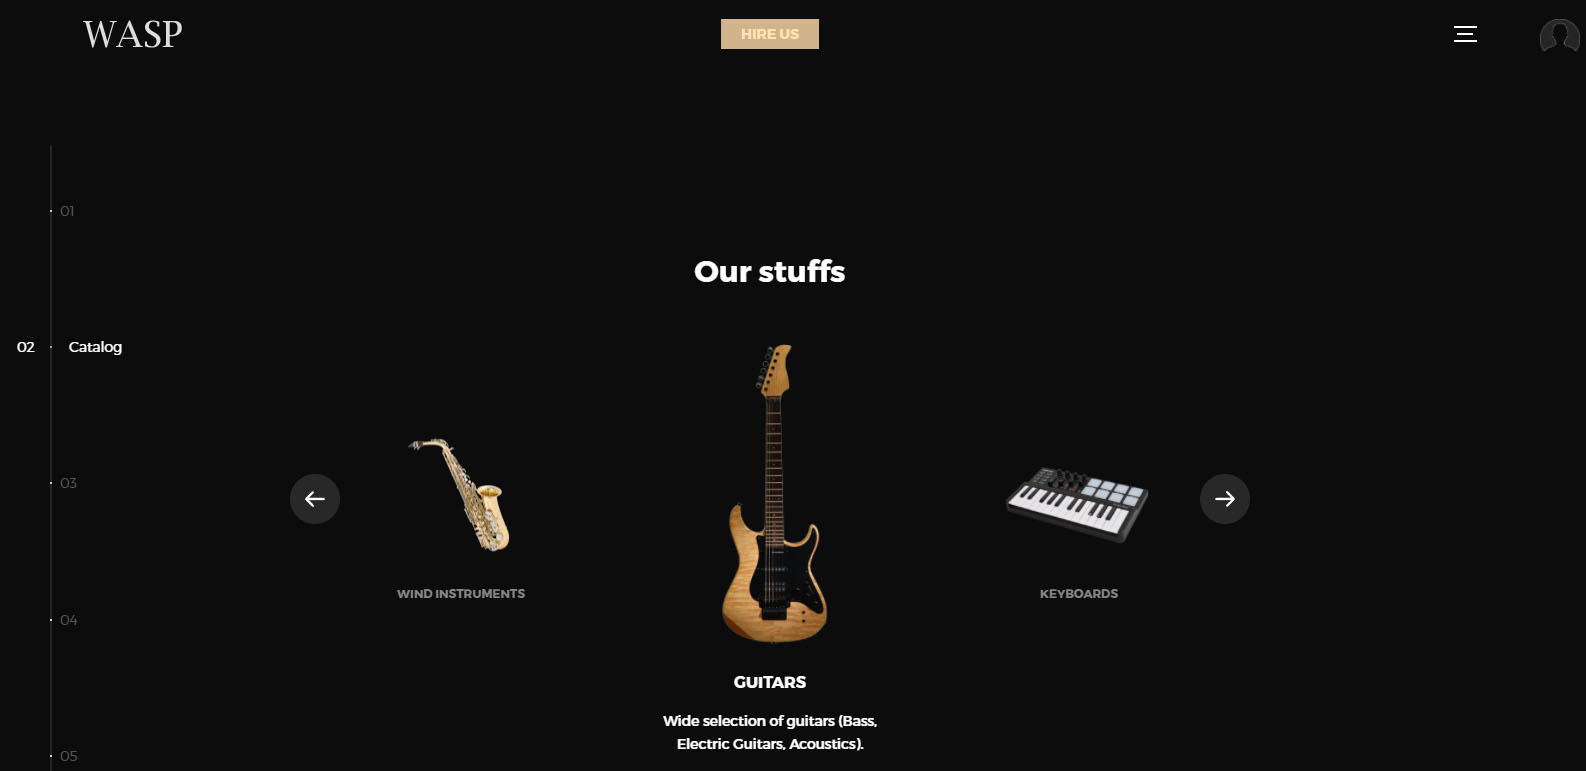 WASP
HIRE US
01
Our stuffs
02 Catalog
03
WIND INSTRUMENTS
KEYBOARDS
04
GUITARS
Wide selection of guitars (Bass,
Electric Guitars, Acoustics).
05